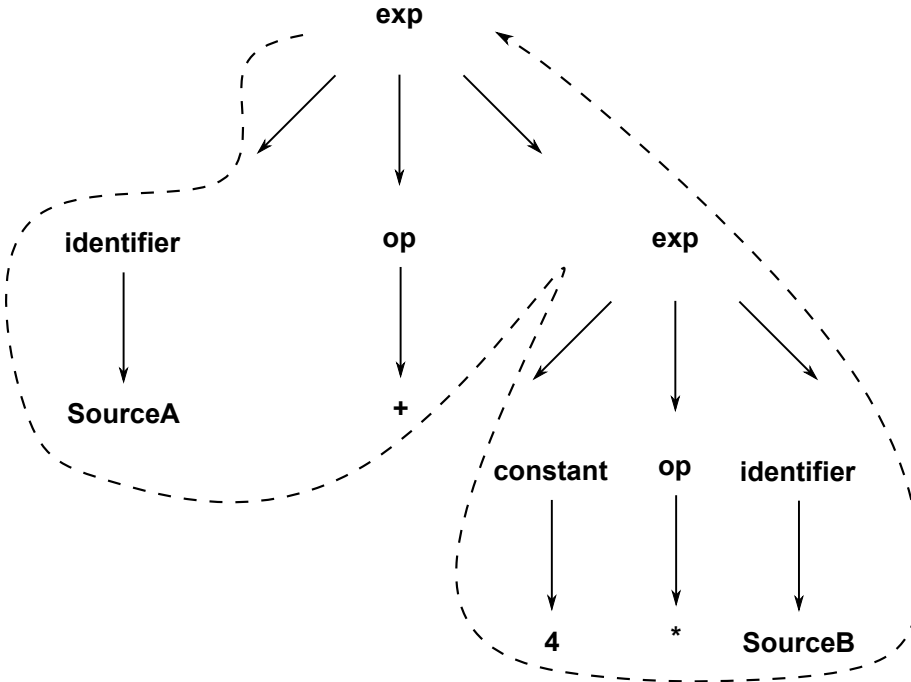 exp
identifier
op
exp
SourceA
+
constant
op
identifier
4
*
SourceB